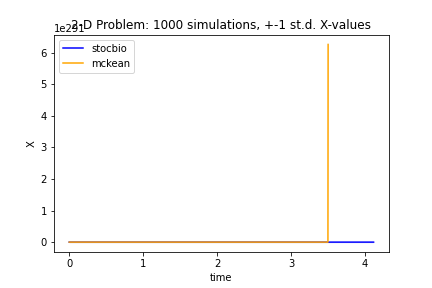 1e291
2-D Problem: 1000 simulations, +-1 st.d. X-values
stocbio
mckean
6
5
4
3
2
1
0
X
0 1 2 3 4
time